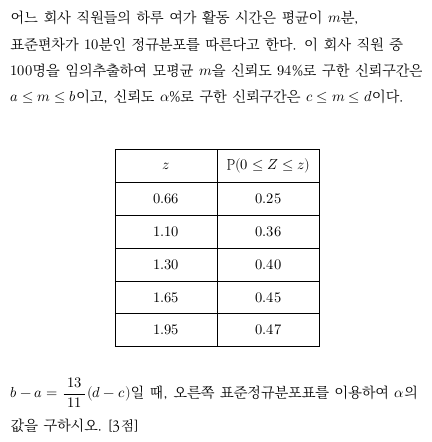 어느 회사 직원들의 하루 여가 활동 시간은 평균이 m분,
표준편차가 10분인 정규분포를 따른다고 한다. 이 회사 직원 중
100명을 임의추출하여 모평균 m을 신뢰도 94%로 구한 신뢰구간은
a ≤ m ≤ b이고, 신뢰도 α%로 구한 신뢰구간은 c ≤ m ≤ d이다.
z P(0 ≤ Z ≤ z)
0.66 0.25
1.10 0.36
1.30 0.40
1.65 0.45
1.95 0.47
b − a = 13/11 (d − c)일 때, 오른쪽 표준정규분포표를 이용하여 α의
값을 구하시오. [3점]